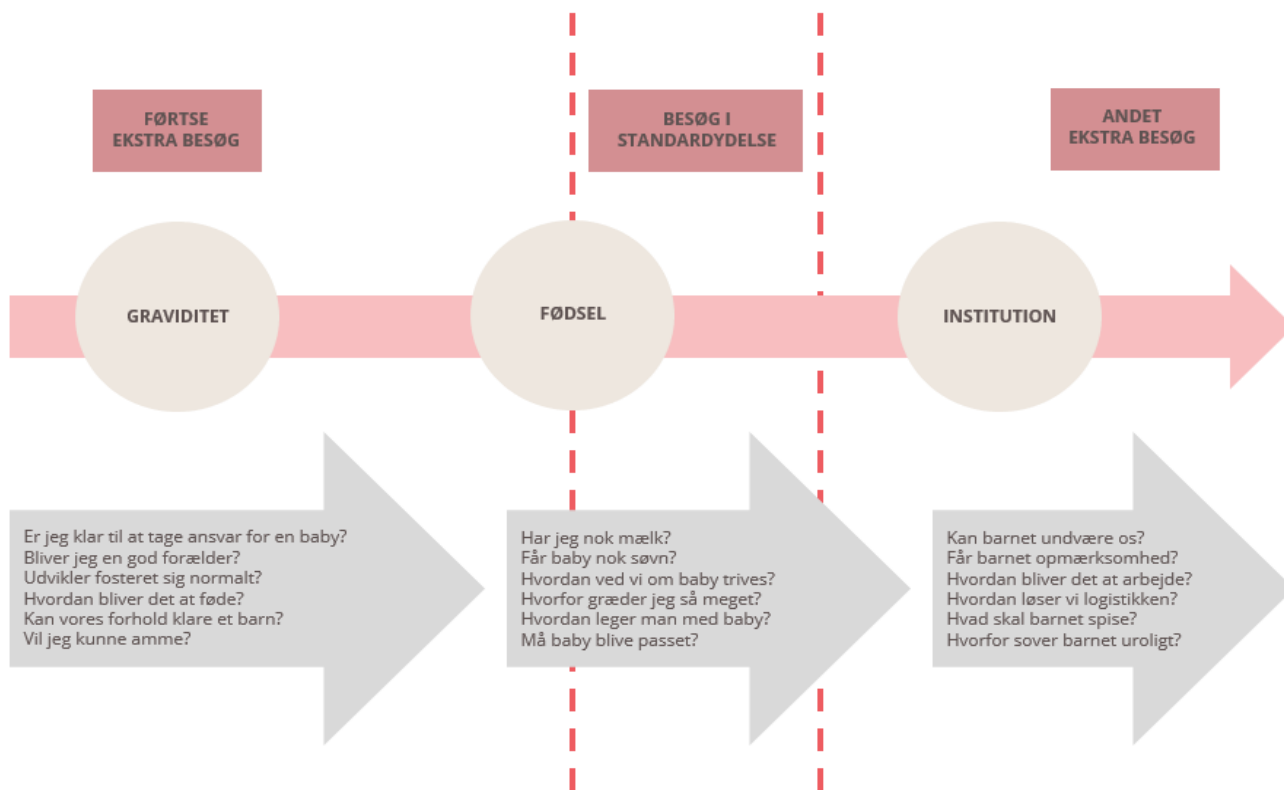 FØRTSE
EKSTRA BESØG
BESØG I
STANDARDYDELSE
ANDET
EKSTRA BESØG
GRAVIDITET
FØDSEL
INSTITUTION
Er jeg klar til at tage ansvar for en baby?
Bliver jeg en god forælder?
Udvikler fosteret sig normalt?
Hvordan bliver det at føde?
Kan vores forhold klare et barn?
Vil jeg kunne amme?
Har jeg nok mælk?
Får baby nok søvn?
Hvordan ved vi om baby trives?
Hvorfor græder jeg så meget?
Hvordan leger man med baby?
Må baby blive passet?
Kan barnet undvære os?
Får barnet opmærksomhed?
Hvordan bliver det at arbejde?
Hvordan løser vi logistikken?
Hvad skal barnet spise?
Hvorfor sover barnet uroligt?